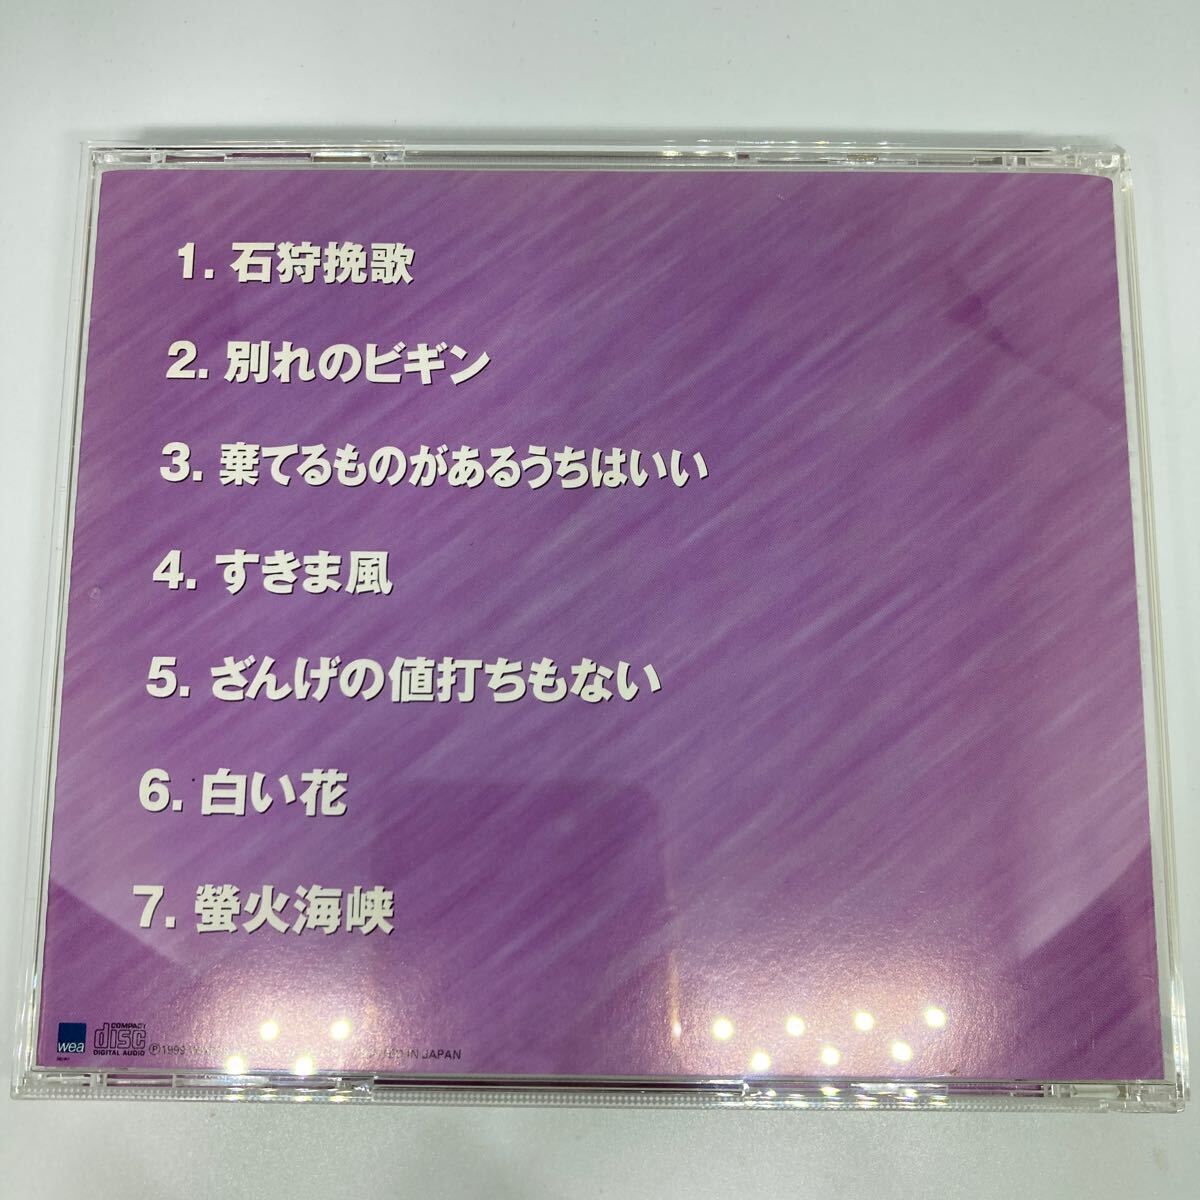 1. 石狩挽歌
2. 別れのビギン
3. 棄てるものがあるうちはいい
4. すきま風
5. ざんげの値打ちもない
6. 白い花
7. 螢火海峡
wea
COMPACT
disc
DIGITAL AUDIO
℗1999
IN JAPAN